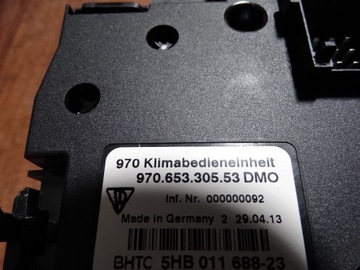 970 Klimabedieneinheit
970.653.305.53 DMO
Inf. Nr. 000000092
Made in Germany 2 29.04.13
BHTC 5HB 011 688-23